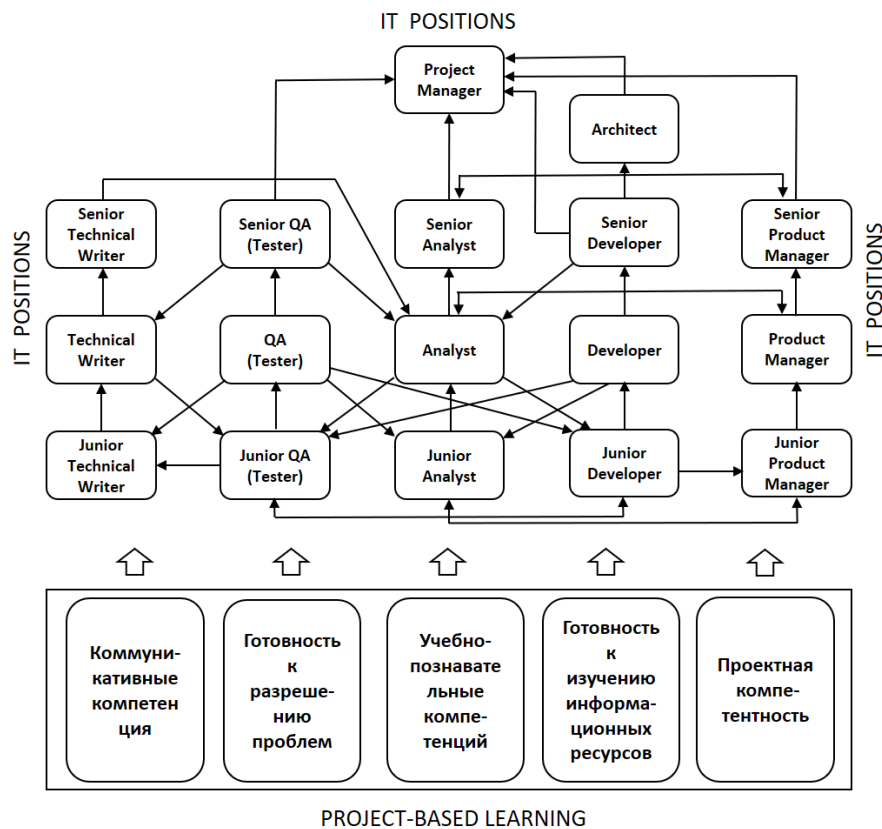 IT POSITIONS
Project
Manager
Architect
IT POSITIONS
Senior
Technical
Writer
Senior QA
(Tester)
Senior
Analyst
Senior
Developer
Senior
Product
Manager
IT POSITIONS
Technical
Writer
QA
(Tester)
Analyst
Developer
Product
Manager
Junior
Technical
Writer
Junior QA
(Tester)
Junior
Analyst
Junior
Developer
Junior
Product
Manager
Коммуни-
кативные
компетен
ция
Готовность
к
разреше-
нию
проблем
Учебно-
познавате
льные
компе-
тенций
Готовность
к
изучению
информа-
ционных
ресурсов
Проектная
компе-
тентность
PROJECT-BASED LEARNING